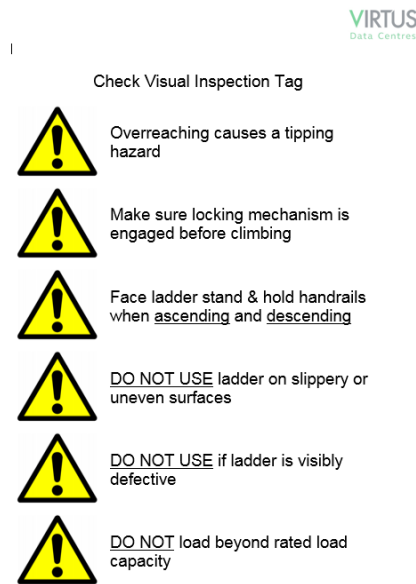 VIRTUS
Data Centres
Check Visual Inspection Tag
Overreaching causes a tipping
hazard
Make sure locking mechanism is
engaged before climbing
Face ladder stand & hold handrails
when ascending and descending
DO NOT USE ladder on slippery or
uneven surfaces
DO NOT USE if ladder is visibly
defective
DO NOT load beyond rated load
capacity